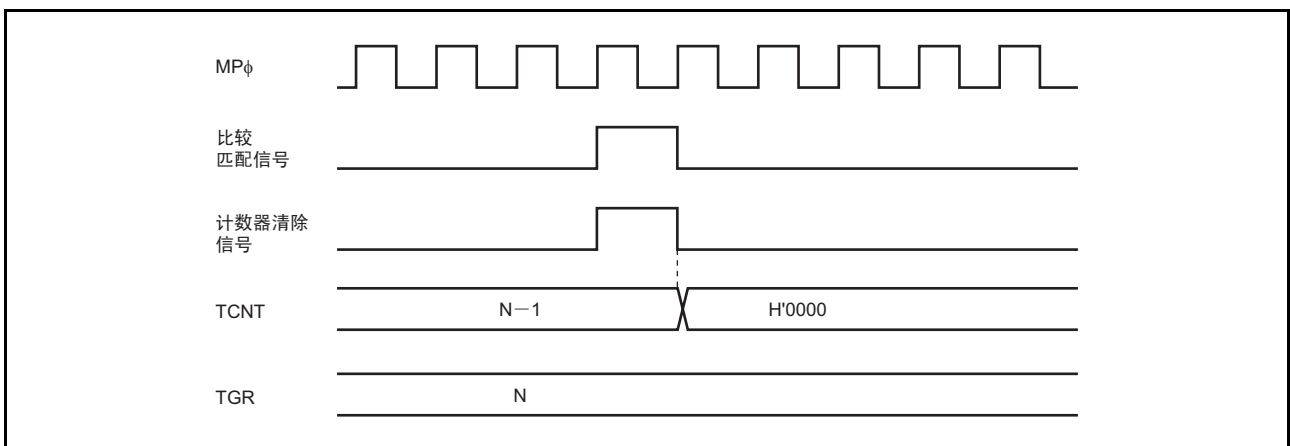 MPϕ
比较
匹配信号
计数器清除
信号
TCNT
N－1
H'0000
TGR
N